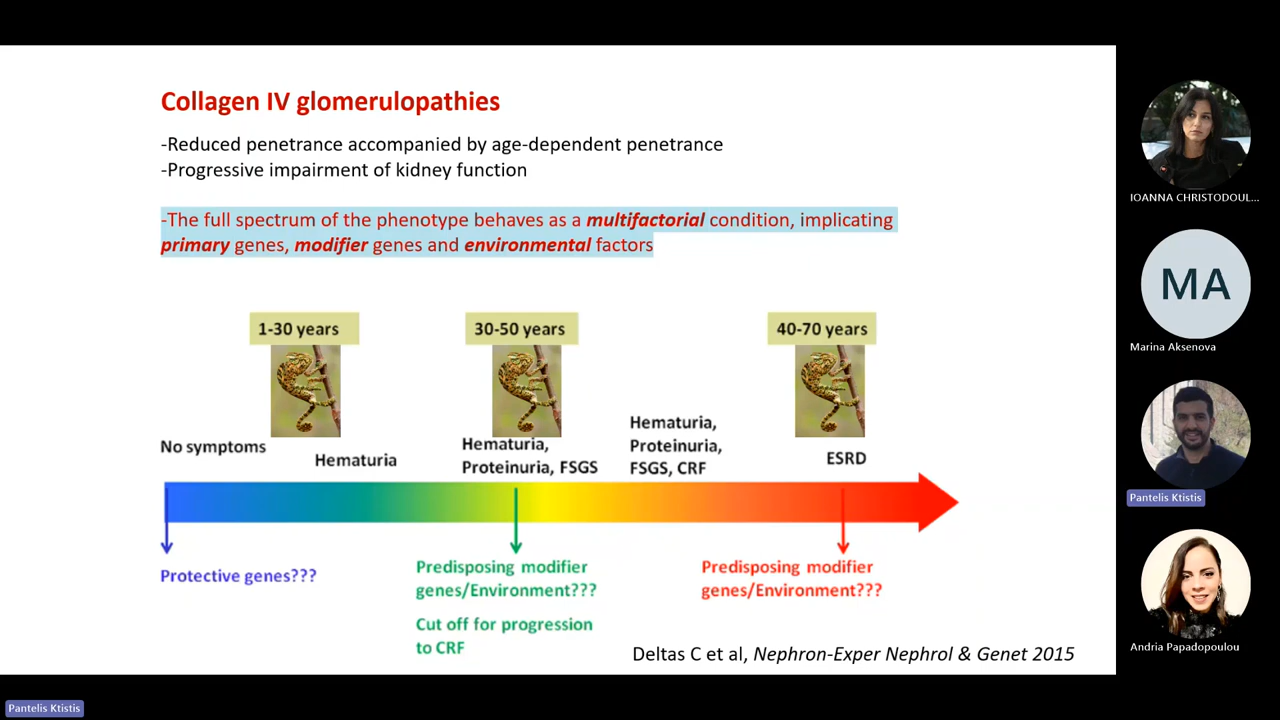 Collagen IV glomerulopathies
-Reduced penetrance accompanied by age-dependent penetrance
-Progressive impairment of kidney function
-The full spectrum of the phenotype behaves as a multifactorial condition, implicating
primary genes, modifier genes and environmental factors
1-30 years
30-50 years
40-70 years
No symptoms
Hematuria
Hematuria,
Proteinuria, FSGS
Hematuria,
Proteinuria,
FSGS, CRF
ESRD
Protective genes???
Predisposing modifier
genes/Environment???
Cut off for progression
to CRF
Predisposing modifier
genes/Environment???
Deltas C et al, Nephron-Exper Nephrol & Genet 2015
IOANNA CHRISTODOUL...
MA
Marina Aksenova
Pantelis Ktistis
Andria Papadopoulou
Pantelis Ktistis